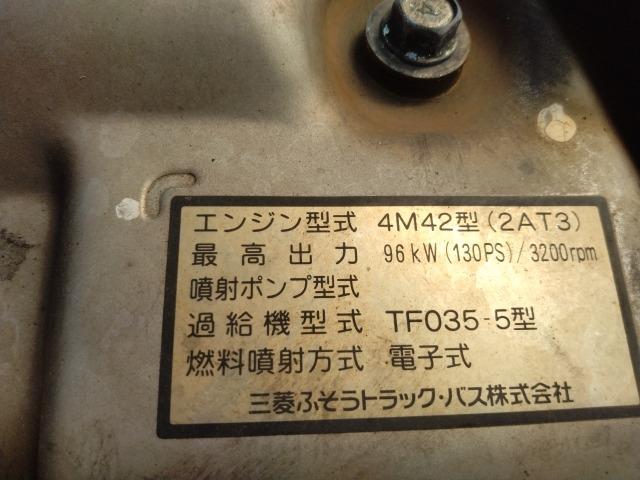 エンジン型式 4M42型(2AT3)
最高出力 96kW(130PS)/3200rpm
噴射ポンプ型式
過給機型式 TF035-5型
燃料噴射方式 電子式
三菱ふそうトラック・バス株式会社